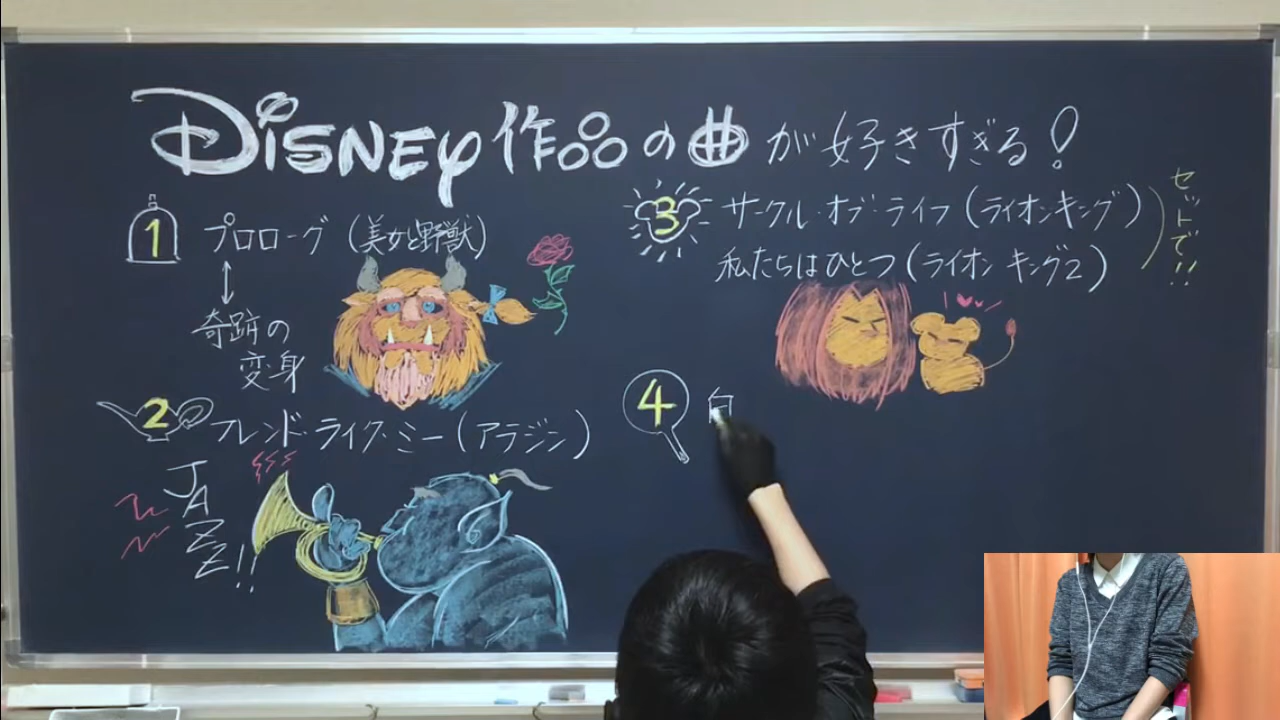 DISNEY作品の曲が好きすぎる!
1 プロローグ(美女と野獣)
↕
奇跡の
変身
2 フレンド・ライク・ミー(アラジン)
JAZZ!!
3 サークル・オブ・ライフ(ライオンキング)
私たちはひとつ(ライオンキング2)
セットで!!
4 白